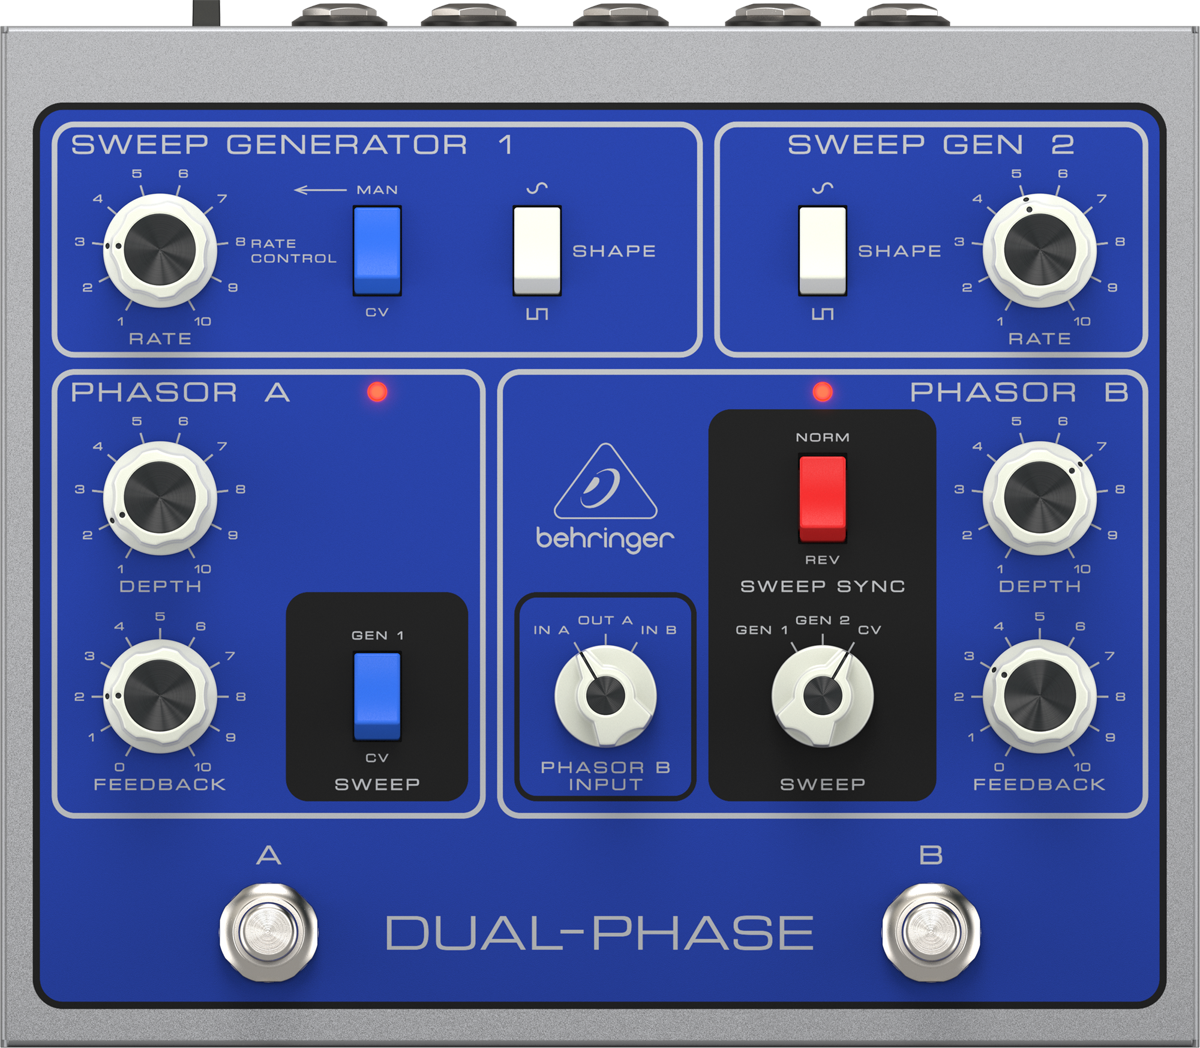 SWEEP GENERATOR 1
5 6
4 7
3 8
2 9
1 10
RATE
RATE
CONTROL
MAN
CV
SHAPE
SWEEP GEN 2
SHAPE
5 6
4 7
3 8
2 9
1 10
RATE
PHASOR A
5 6
4 7
3 8
2 9
1 10
DEPTH
5
4 6
3 7
2 8
1 9
0 10
FEEDBACK
GEN 1
CV
SWEEP
PHASOR B
behringer
IN A OUT A IN B
PHASOR B
INPUT
NORM
REV
SWEEP SYNC
GEN 1 GEN 2 CV
SWEEP
5 6
4 7
3 8
2 9
1 10
DEPTH
5
4 6
3 7
2 8
1 9
0 10
FEEDBACK
A
B
DUAL-PHASE